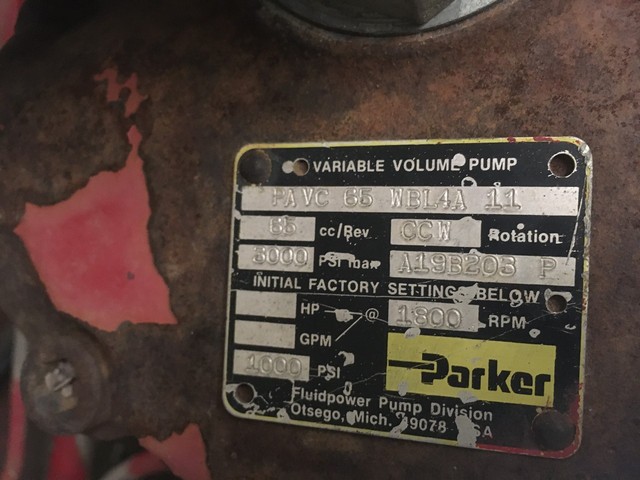 VARIABLE VOLUME PUMP
PAVC 65 WBL4A 11
65 cc/Rev CCW Rotation
3000 PSI max A19B203 P
INITIAL FACTORY SETTINGS BELOW
HP @ 1800 RPM
GPM
1000 PSI
Parker
Fluidpower Pump Division
Otsego, Mich. 49078 USA